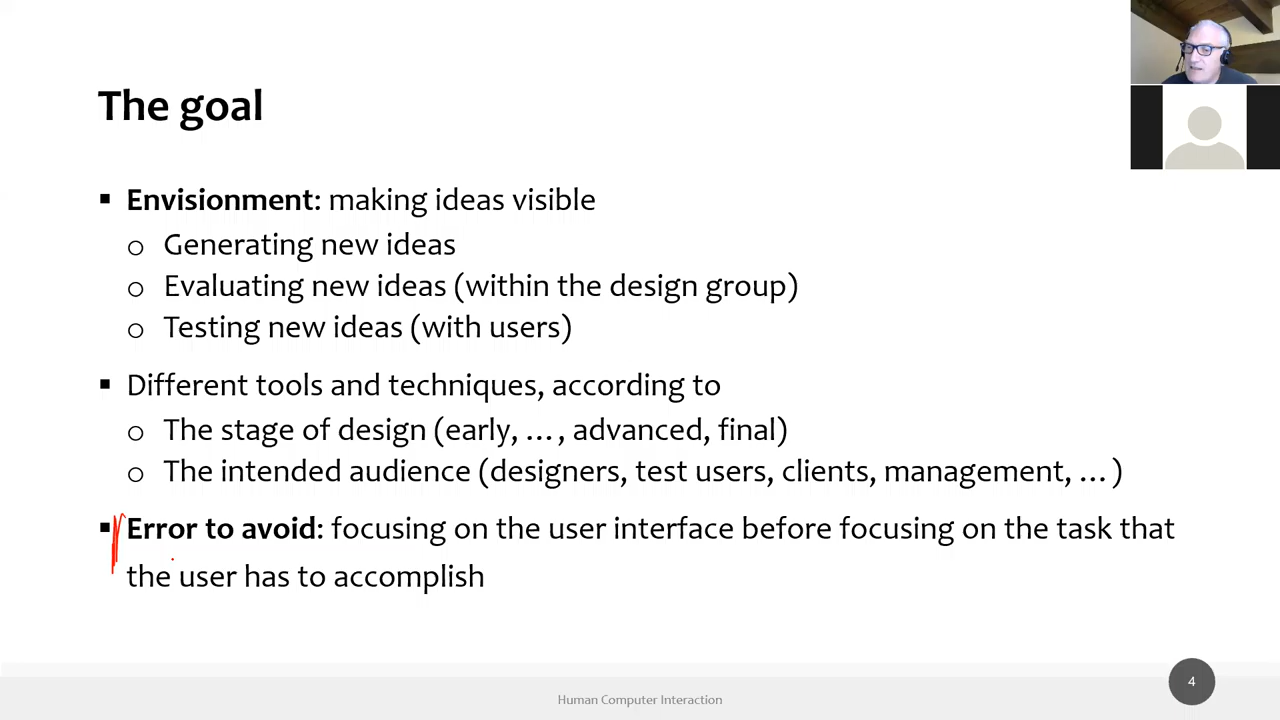 The goal
▪ Envisionment: making ideas visible
o Generating new ideas
o Evaluating new ideas (within the design group)
o Testing new ideas (with users)
▪ Different tools and techniques, according to
o The stage of design (early, … , advanced, final)
o The intended audience (designers, test users, clients, management, … )
▪ Error to avoid: focusing on the user interface before focusing on the task that
the user has to accomplish
4
Human Computer Interaction